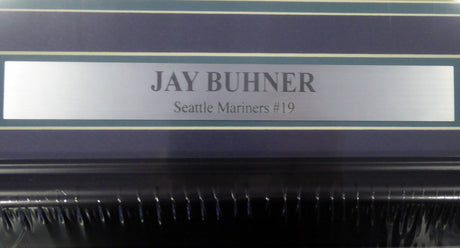 JAY BUHNER
Seattle Mariners #19